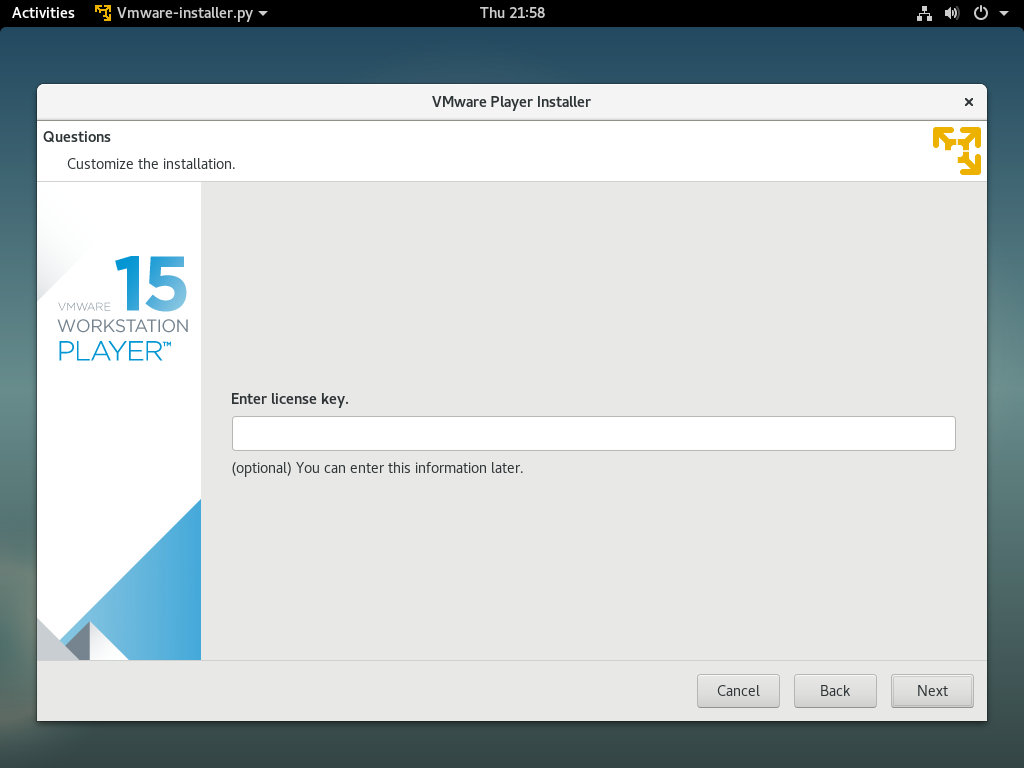 Activities Vmware-installer.py Thu 21:58
VMware Player Installer
Questions
Customize the installation.
15
VMWARE
WORKSTATION
PLAYER™
Enter license key.
(optional) You can enter this information later.
Cancel Back Next